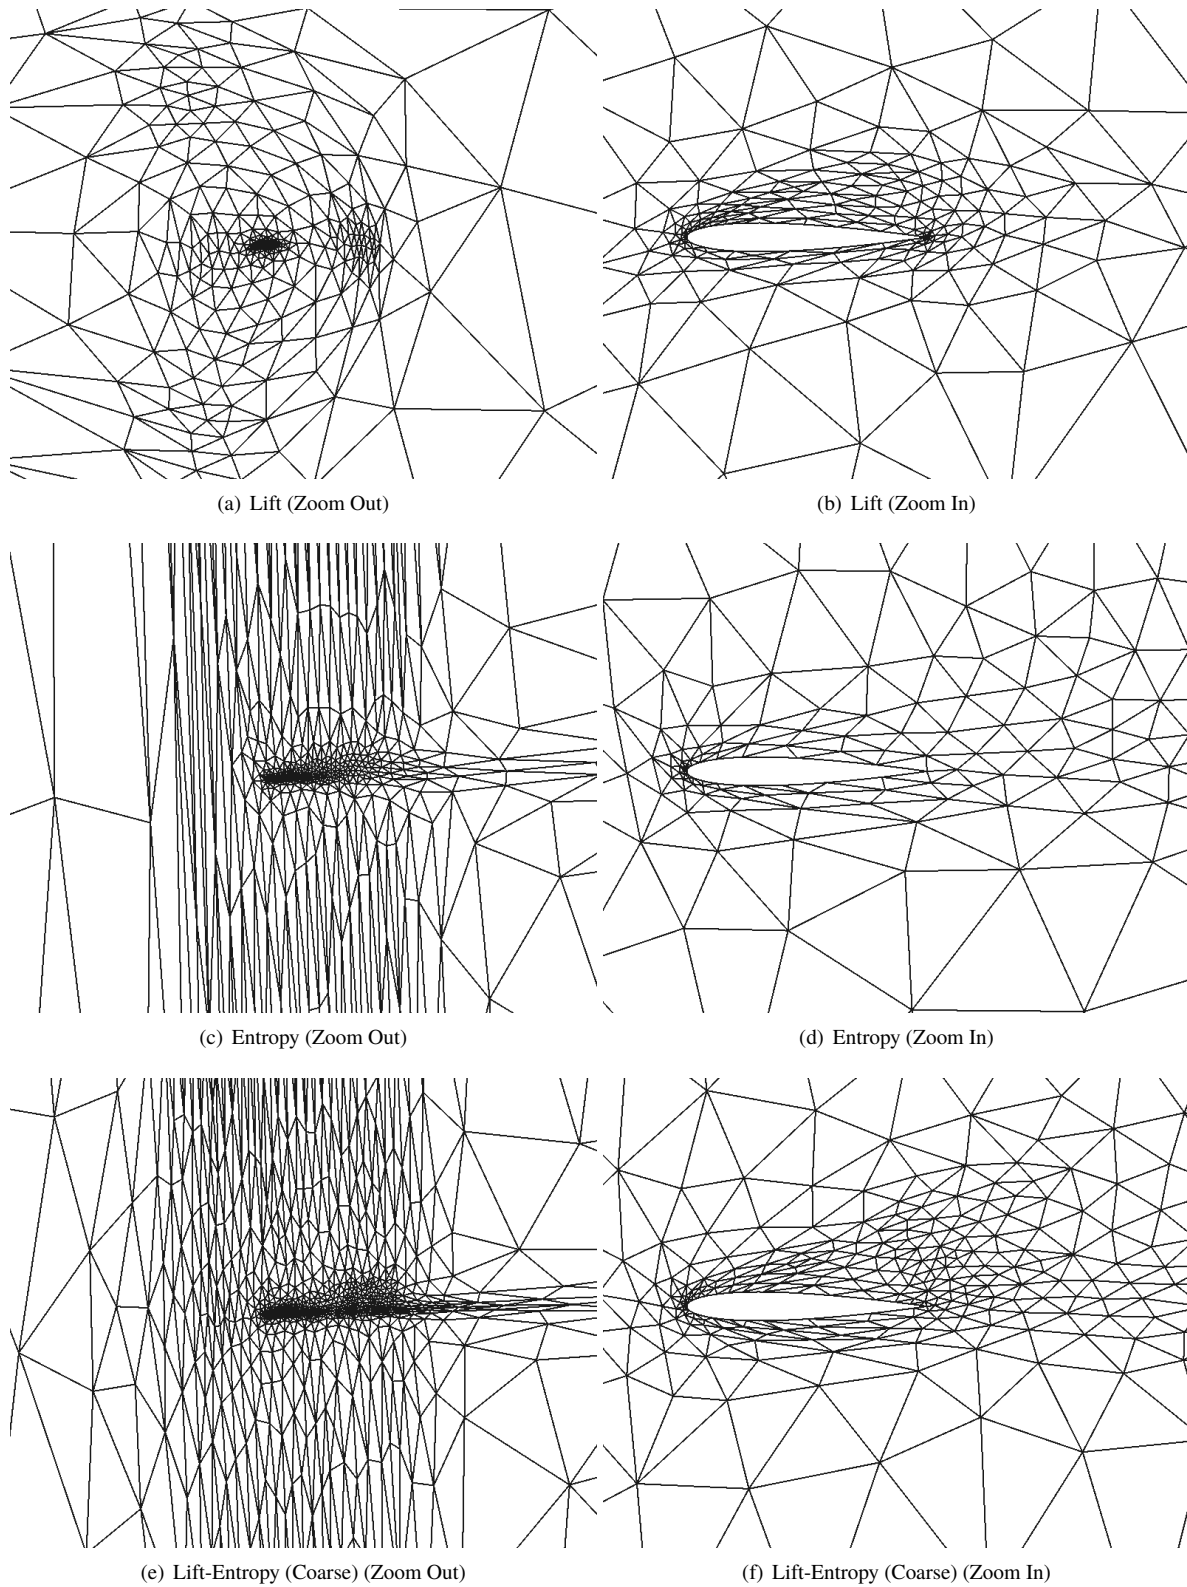 (a) Lift (Zoom Out)
(b) Lift (Zoom In)
(c) Entropy (Zoom Out)
(d) Entropy (Zoom In)
(e) Lift-Entropy (Coarse) (Zoom Out)
(f) Lift-Entropy (Coarse) (Zoom In)